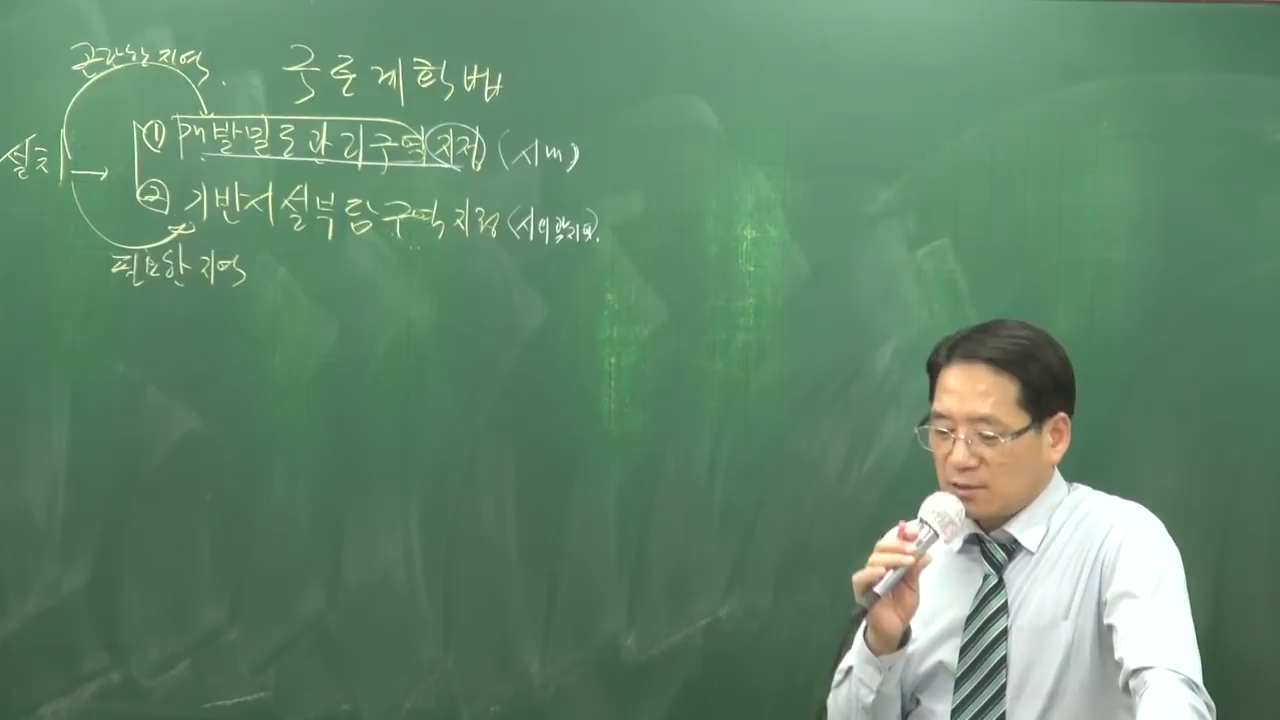 곤란한 지역
국토계획법
설치
① 개발밀도관리구역지정 (시내)
② 기반시설부담구역지정
필요한 지역